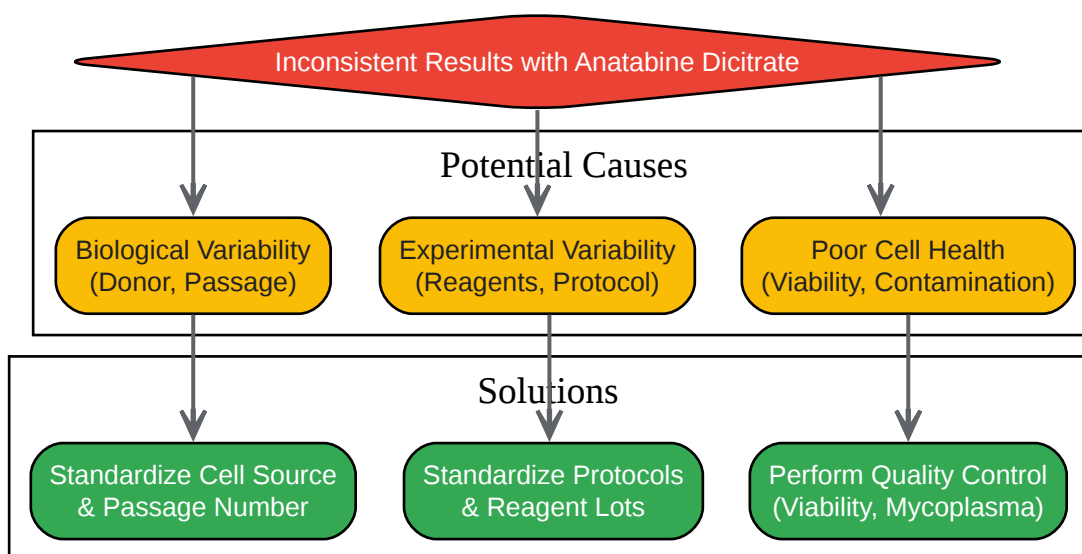 Inconsistent Results with Anatabine Dicitrate
Potential Causes
Biological Variability
(Donor, Passage)
Experimental Variability
(Reagents, Protocol)
Poor Cell Health
(Viability, Contamination)
Solutions
Standardize Cell Source
& Passage Number
Standardize Protocols
& Reagent Lots
Perform Quality Control
(Viability, Mycoplasma)